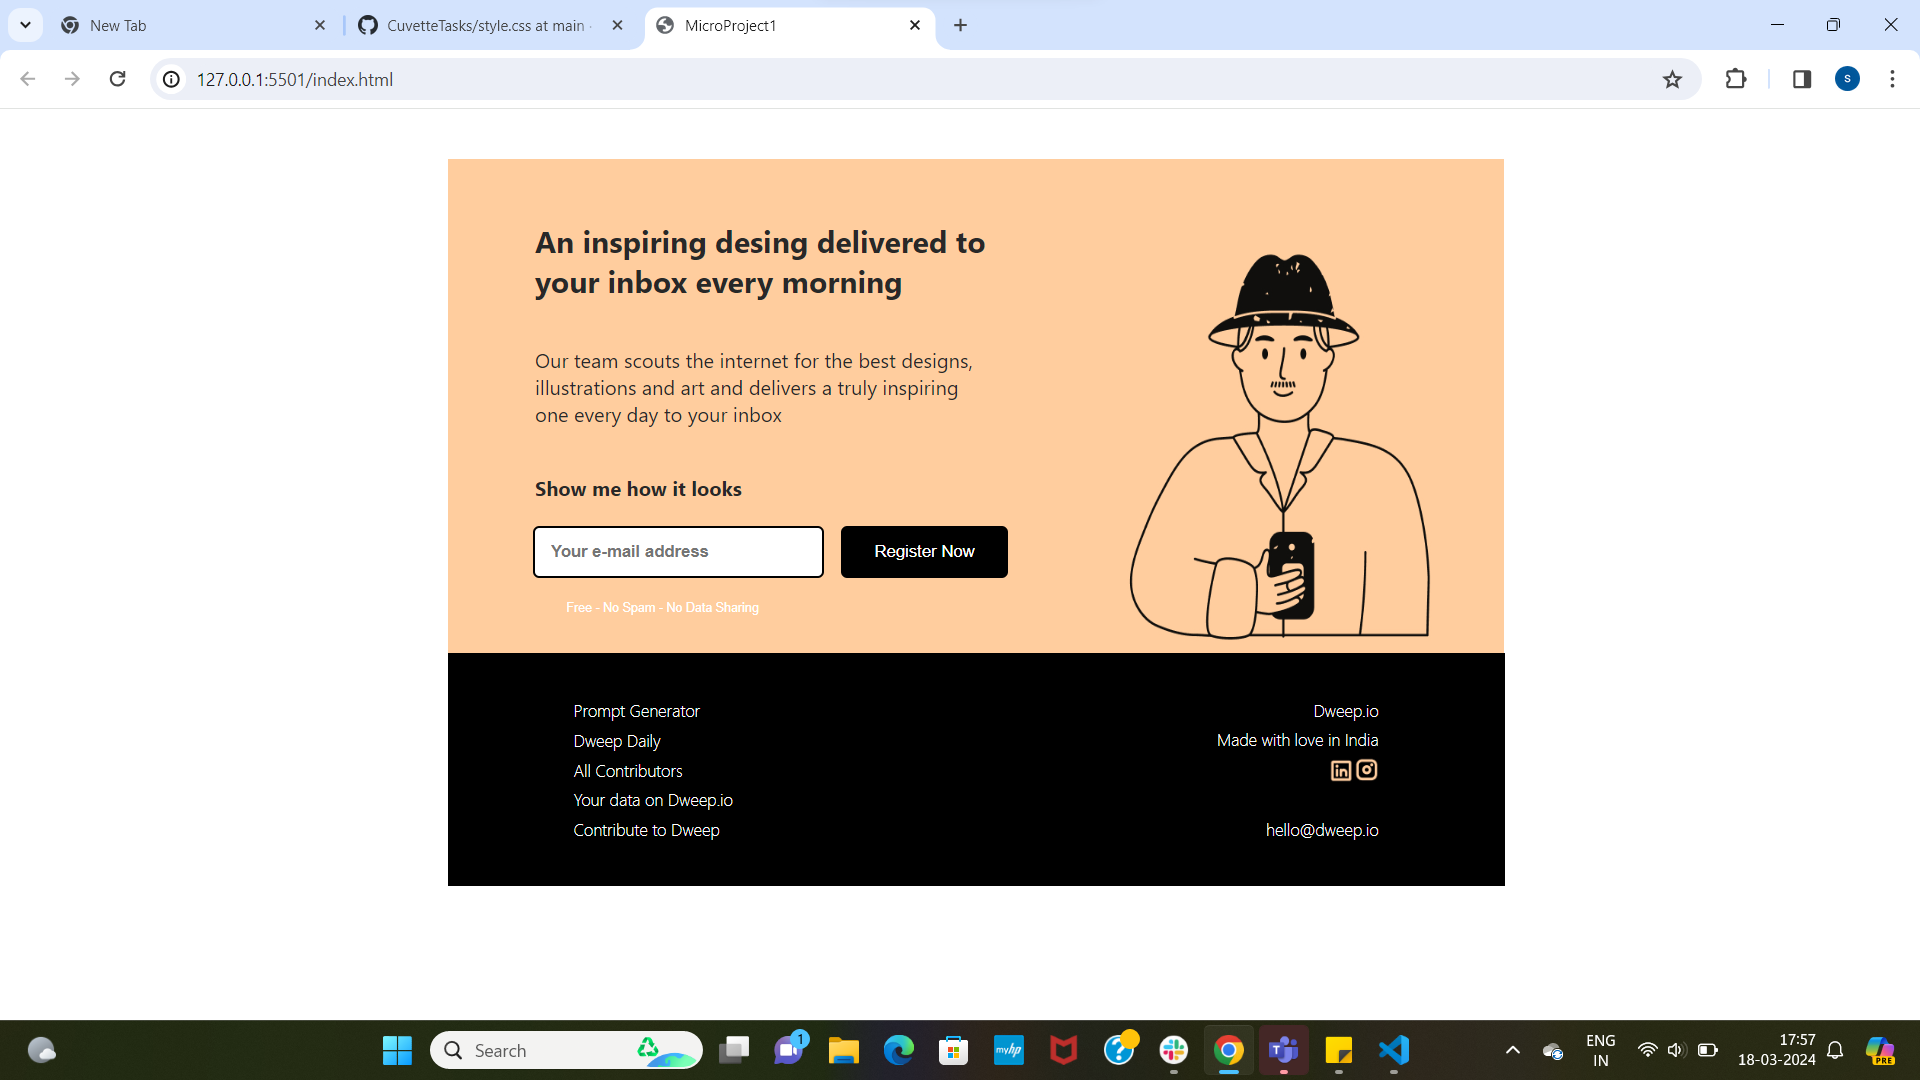 New Tab
CuvetteTasks/style.css at main
MicroProject1
127.0.0.1:5501/index.html
S
An inspiring desing delivered to
your inbox every morning
Our team scouts the internet for the best designs,
illustrations and art and delivers a truly inspiring
one every day to your inbox
Show me how it looks
Your e-mail address
Register Now
Free - No Spam - No Data Sharing
Prompt Generator
Dweep Daily
All Contributors
Your data on Dweep.io
Contribute to Dweep
Dweep.io
Made with love in India
in
hello@dweep.io
Search
1
myhp
?
T
ENG
IN
17:57
18-03-2024
PRE